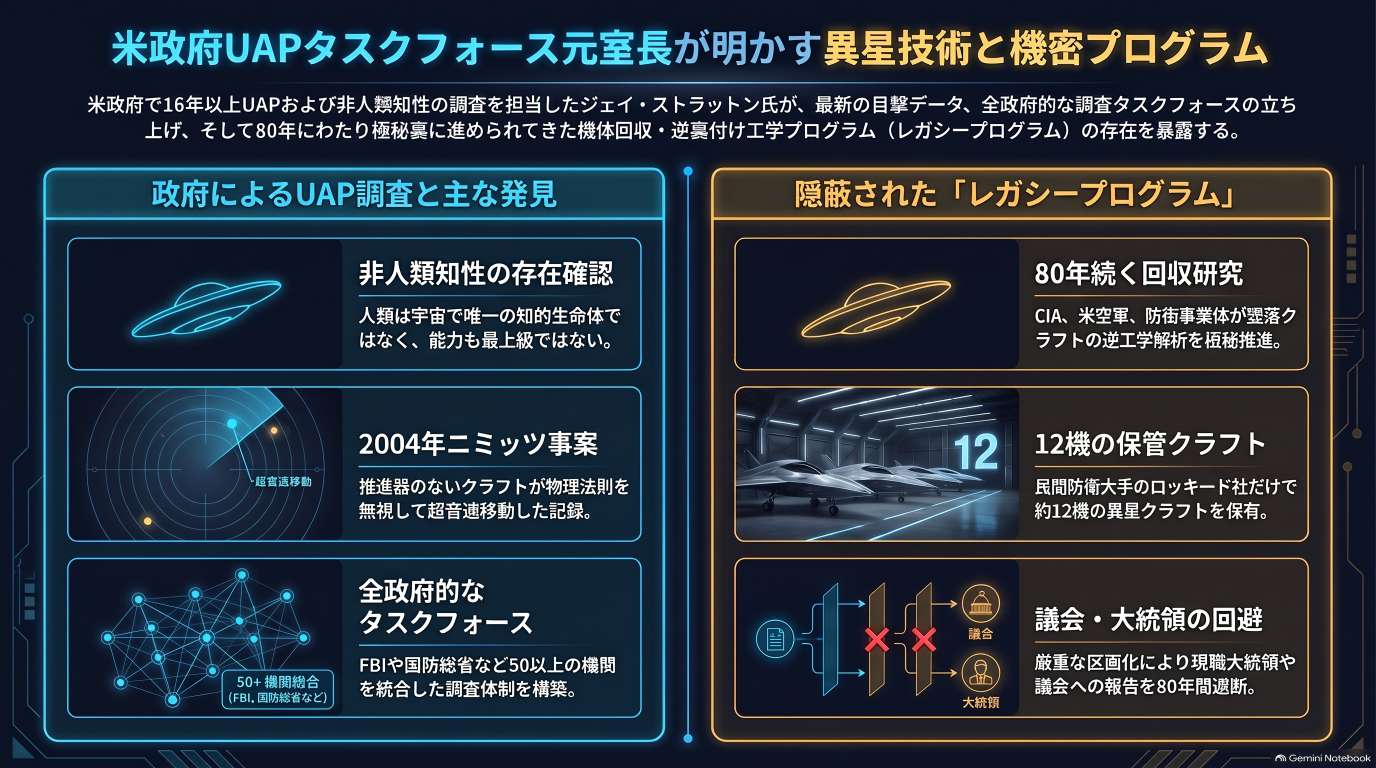 米政府UAPタスクフォース元室長が明かす異星技術と機密プログラム
米政府で16年以上UAPおよび非人類知性の調査を担当したジェイ・ストラットン氏が、最新の目撃データ、全政府的な調査タスクフォースの立ち
上げ、そして80年にわたり極秘裏に進められてきた機体回収・逆裏付け工学プログラム（レガシープログラム）の存在を暴露する。
政府によるUAP調査と主な発見
非人類知性の存在確認
人類は宇宙で唯一の知的生命体で
はなく、能力も最上級ではない。
超音速移動
2004年ニミッツ事案
推進器のないクラフトが物理法則を
無視して超音速移動した記録。
全政府的な
タスクフォース
FBIや国防総省など50以上の機関
を統合した調査体制を構築。
50+ 機関総合
(FBI, 国防総省など)
隠蔽された「レガシープログラム」
80年続く回収研究
CIA、米空軍、防街事業体が墜落ク
ラフトの逆工学解析を極秘推進。
12
12機の保管クラフト
民間防衛大手のロッキード社だけで
約12機の異星クラフトを保有。
議会
大統領
議会・大統領の回避
厳重な区画化により現職大統領や
議会への報告を80年間遮断。
Gemini Notebook